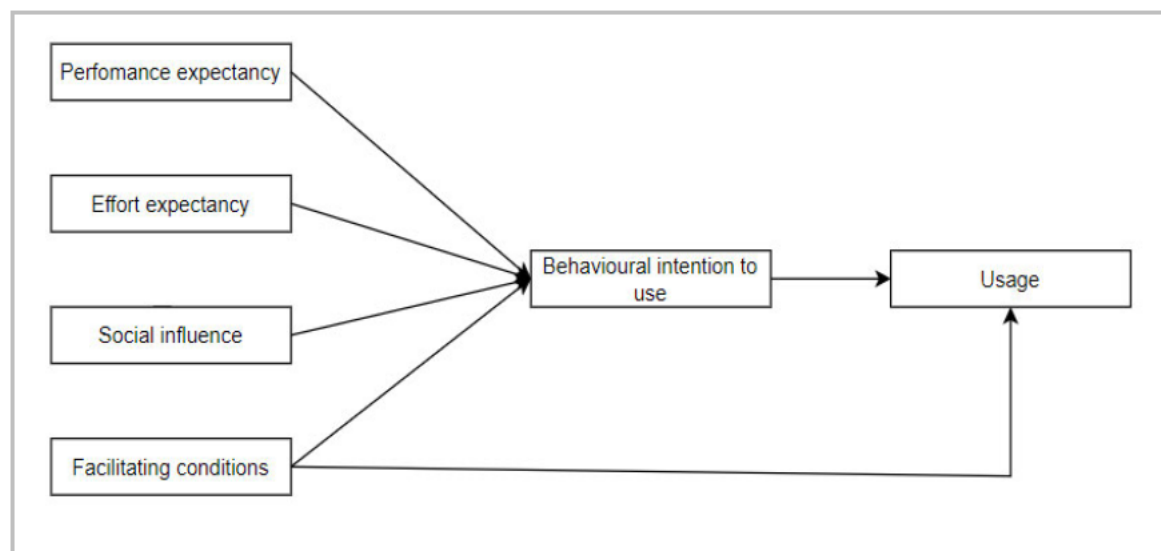 Perfomance expectancy
Effort expectancy
Social influence
Facilitating conditions
Behavioural intention to
use
Usage